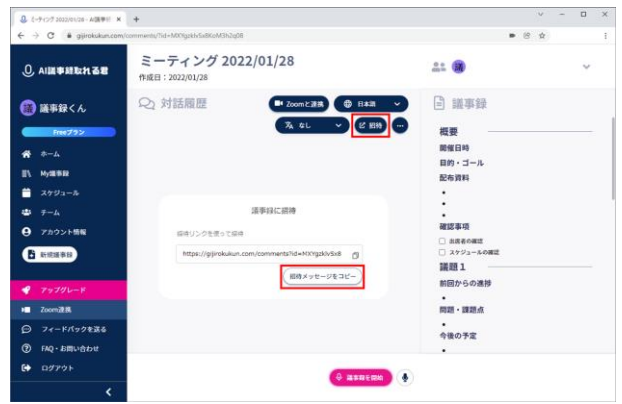 ミーティング 2022/01/28 - AI議事録
gijirokukun.com/comments/?id=MXYgzklvSx8KoM3h2q08
AI議事録取れる君
議事録くん
Freeプラン
ホーム
My議事録
スケジュール
チーム
アカウント情報
新規議事録
アップグレード
Zoom連携
フィードバックを送る
FAQ・お問い合わせ
ログアウト
ミーティング 2022/01/28
作成日：2022/01/28
議
対話履歴
Zoomと連携
日本語
なし
招待
議事録に招待
招待リンクを使って招待
https://gijirokukun.com/comments?id=MXYgzklvSx8
招待メッセージをコピー
議事録を開始
議事録
概要
開催日時
目的・ゴール
配布資料
確認事項
出席者の確認
スケジュールの確認
議題 1
前回からの進捗
問題・課題点
今後の予定